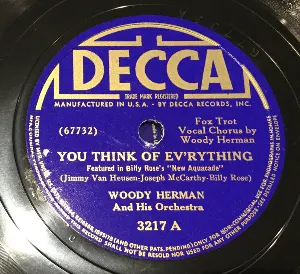 DECCA
TRADE MARK REGISTERED
MANUFACTURED IN U.S.A. - BY DECCA RECORDS, INC.
(67732)
Fox Trot
Vocal Chorus by
Woody Herman
YOU THINK OF EV'RYTHING
Featured in Billy Rose's "New Aquacade"
(Jimmy Van Heusen-Joseph McCarthy-Billy Rose)
WOODY HERMAN
And His Orchestra
3217 A